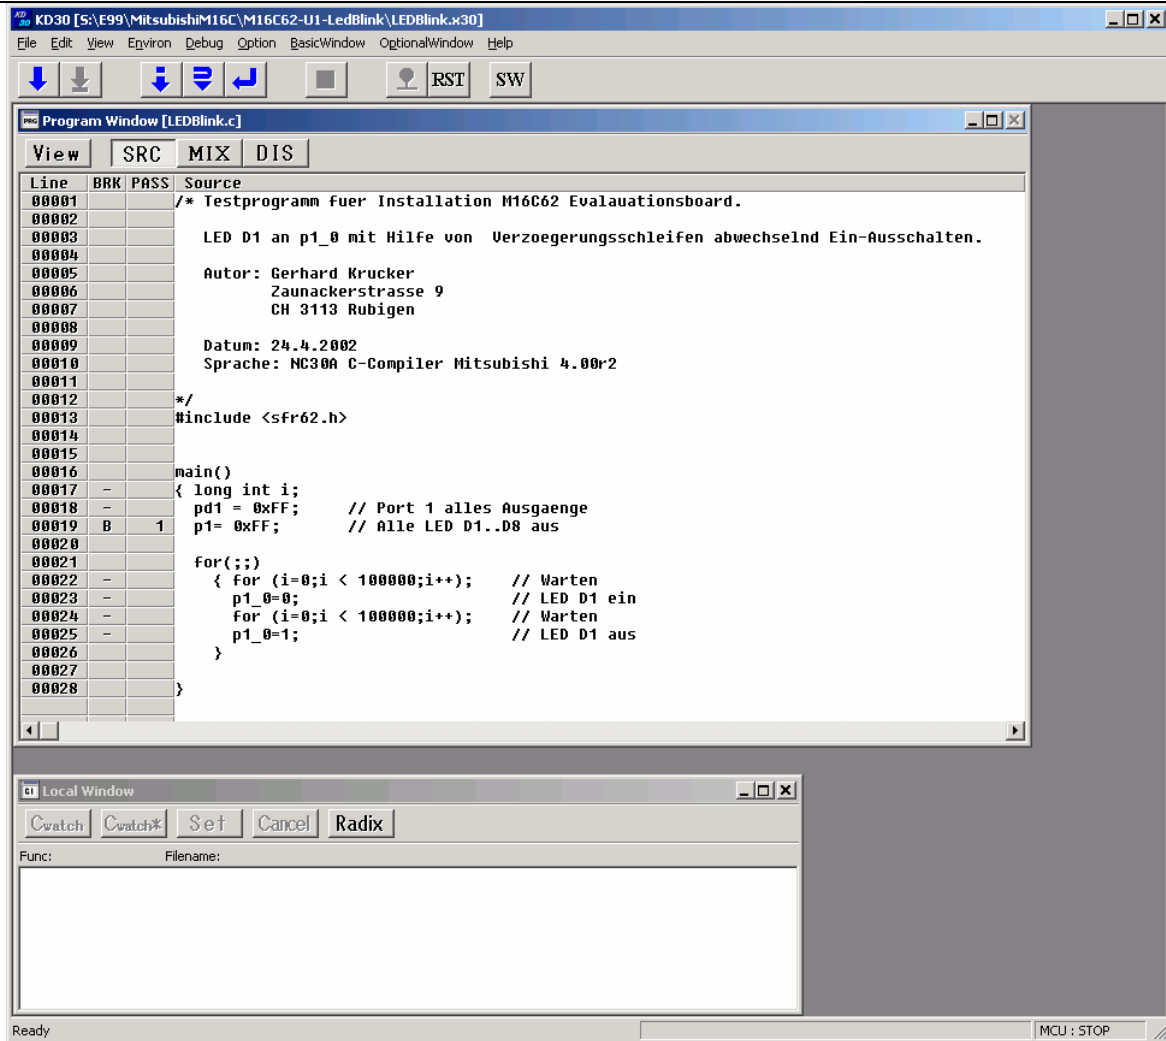 KD30 [S:\E99\MitsubishiM16C\M16C62-U1-LedBlink\LEDBlink.x30]
File Edit View Environ Debug Option BasicWindow OptionalWindow Help
RST SW
Program Window [LEDBlink.c]
View SRC MIX DIS
Line BRK PASS Source
00001 /* Testprogramm fuer Installation M16C62 Evalauationsboard.
00002
00003 LED D1 an p1_0 mit Hilfe von Verzoegerungsschleifen abwechselnd Ein-Ausschalten.
00004
00005 Autor: Gerhard Krucker
00006 Zaunackerstrasse 9
00007 CH 3113 Rubigen
00008
00009 Datum: 24.4.2002
00010 Sprache: NC30A C-Compiler Mitsubishi 4.00r2
00011
00012 */
00013 #include <sfr62.h>
00014
00015
00016 main()
00017 - { long int i;
00018 - pd1 = 0xFF; // Port 1 alles Ausgaenge
00019 B 1 p1= 0xFF; // Alle LED D1..D8 aus
00020
00021 for(;;)
00022 - { for (i=0;i < 100000;i++); // Warten
00023 - p1_0=0; // LED D1 ein
00024 - for (i=0;i < 100000;i++); // Warten
00025 - p1_0=1; // LED D1 aus
00026 }
00027
00028 }
Local Window
Cwatch Cwatch* Set Cancel Radix
Func: Filename:
Ready MCU : STOP